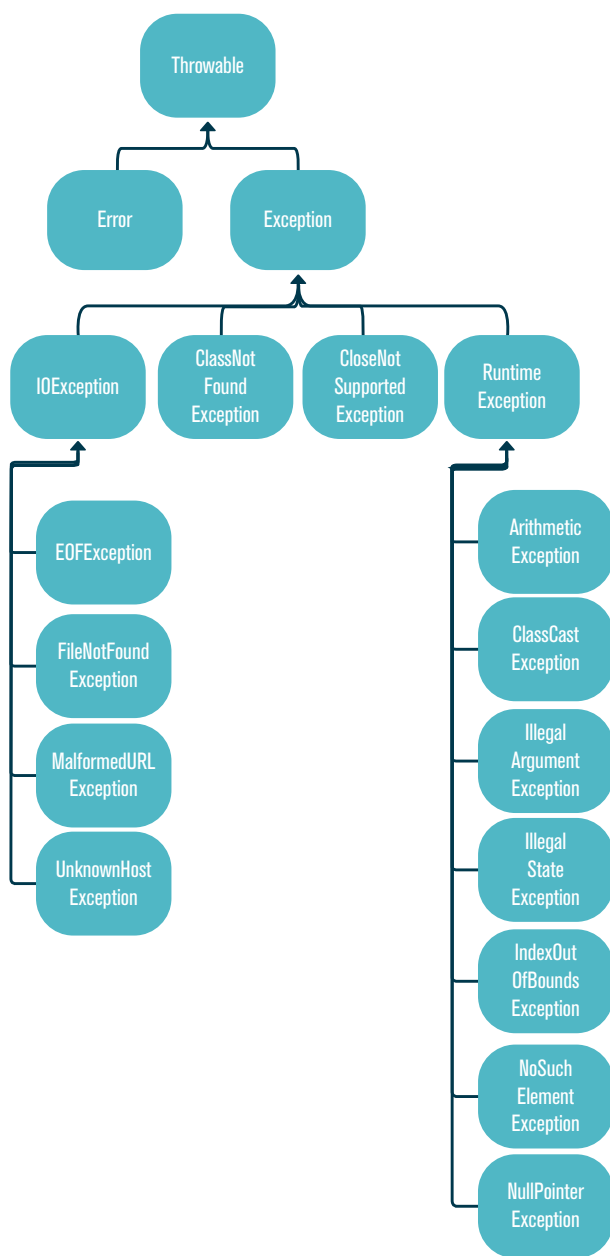 Throwable
Error
Exception
IOException
ClassNot
Found
Exception
CloseNot
Supported
Exception
Runtime
Exception
EOFException
FileNotFound
Exception
MalformedURL
Exception
UnknownHost
Exception
Arithmetic
Exception
ClassCast
Exception
Illegal
Argument
Exception
Illegal
State
Exception
IndexOut
OfBounds
Exception
NoSuch
Element
Exception
NullPointer
Exception